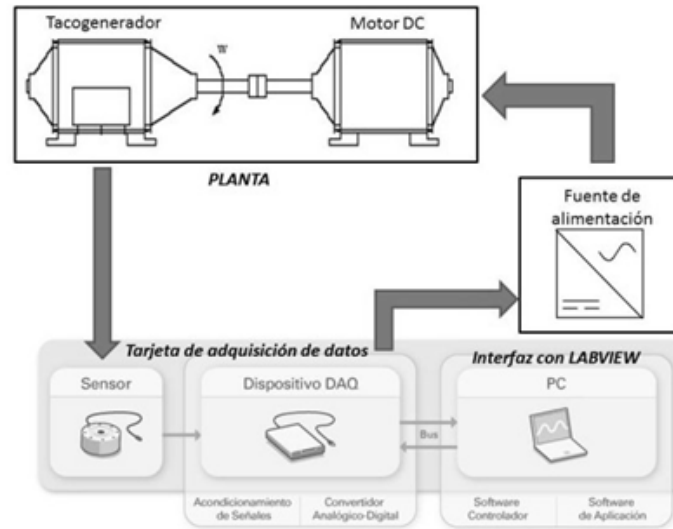 Tacogenerador
Motor DC
W
PLANTA
Fuente de
alimentación
Tarjeta de adquisición de datos
Interfaz con LABVIEW
Sensor
Dispositivo DAQ
PC
Bus
Acondicionamiento
de Señales
Convertidor
Analógico-Digital
Software
Controlador
Software
de Aplicación